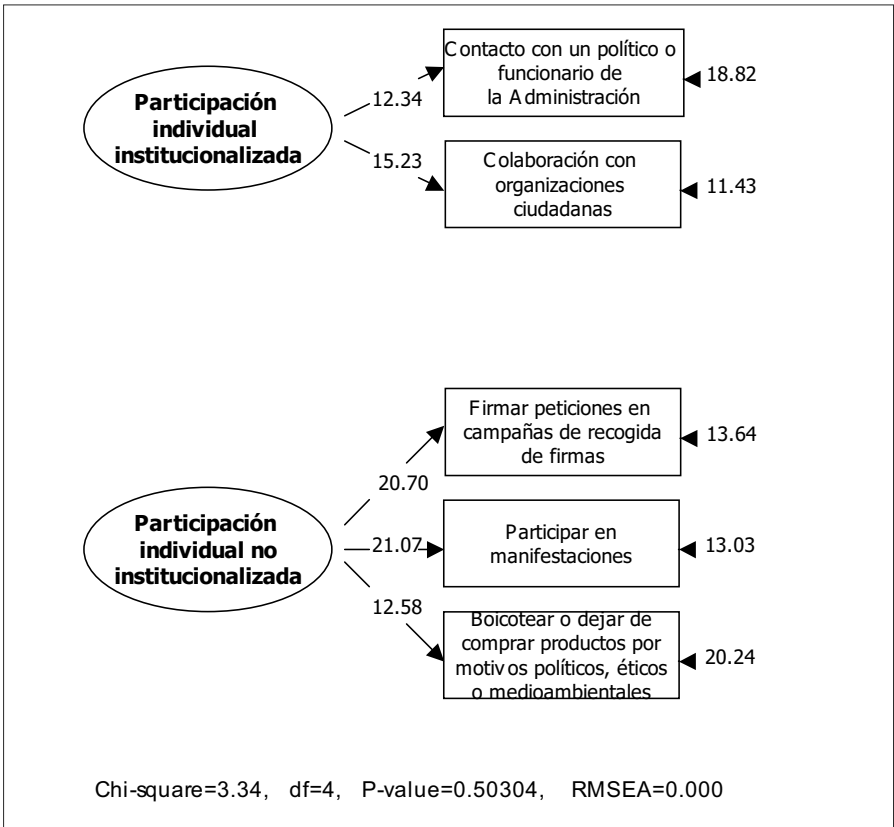 Participación
individual
institucionalizada
12.34
15.23
Contacto con un político o
funcionario de
la Administración
18.82
Colaboración con
organizaciones
ciudadanas
11.43
Participación
individual no
institucionalizada
20.70
21.07
12.58
Firmar peticiones en
campañas de recogida
de firmas
13.64
Participar en
manifestaciones
13.03
Boicotear o dejar de
comprar productos por
motivos políticos, éticos
o medioambientales
20.24
Chi-square=3.34, df=4, P-value=0.50304, RMSEA=0.000